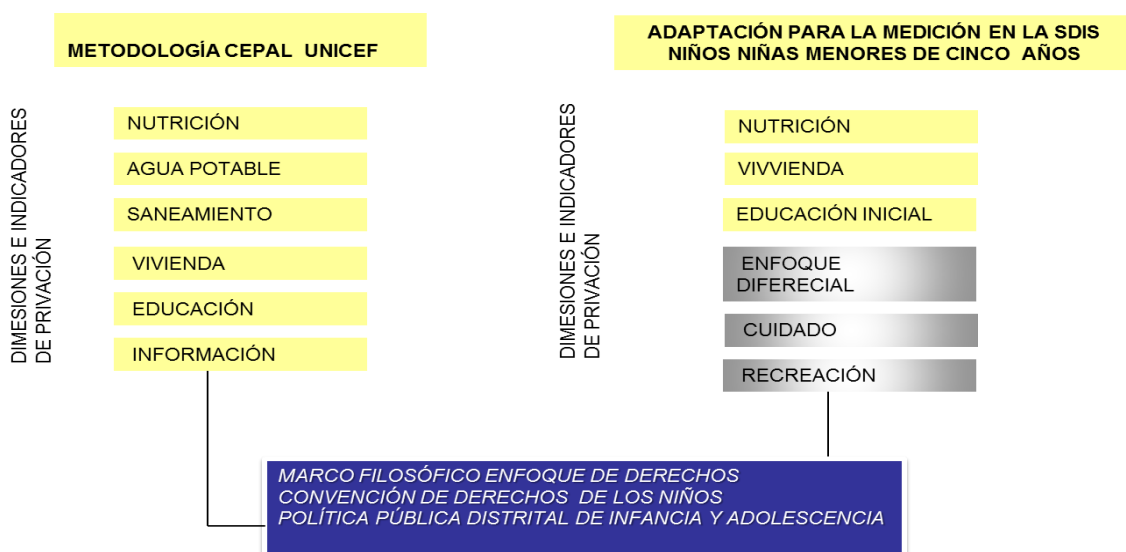 METODOLOGÍA CEPAL UNICEF
DIMESIONES E INDICADORES
DE PRIVACIÓN
NUTRICIÓN
AGUA POTABLE
SANEAMIENTO
VIVIENDA
EDUCACIÓN
INFORMACIÓN
ADAPTACIÓN PARA LA MEDICIÓN EN LA SDIS
NIÑOS NIÑAS MENORES DE CINCO AÑOS
DIMESIONES E INDICADORES
DE PRIVACIÓN
NUTRICIÓN
VIVVIENDA
EDUCACIÓN INICIAL
ENFOQUE
DIFERECIAL
CUIDADO
RECREACIÓN
MARCO FILOSÓFICO ENFOQUE DE DERECHOS
CONVENCIÓN DE DERECHOS DE LOS NIÑOS
POLÍTICA PÚBLICA DISTRITAL DE INFANCIA Y ADOLESCENCIA